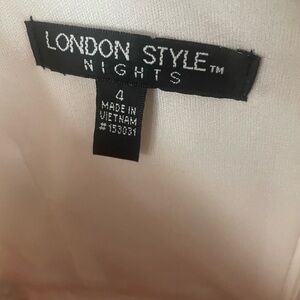 LONDON STYLE™
NIGHTS
4
MADE IN
VIETNAM
#153031